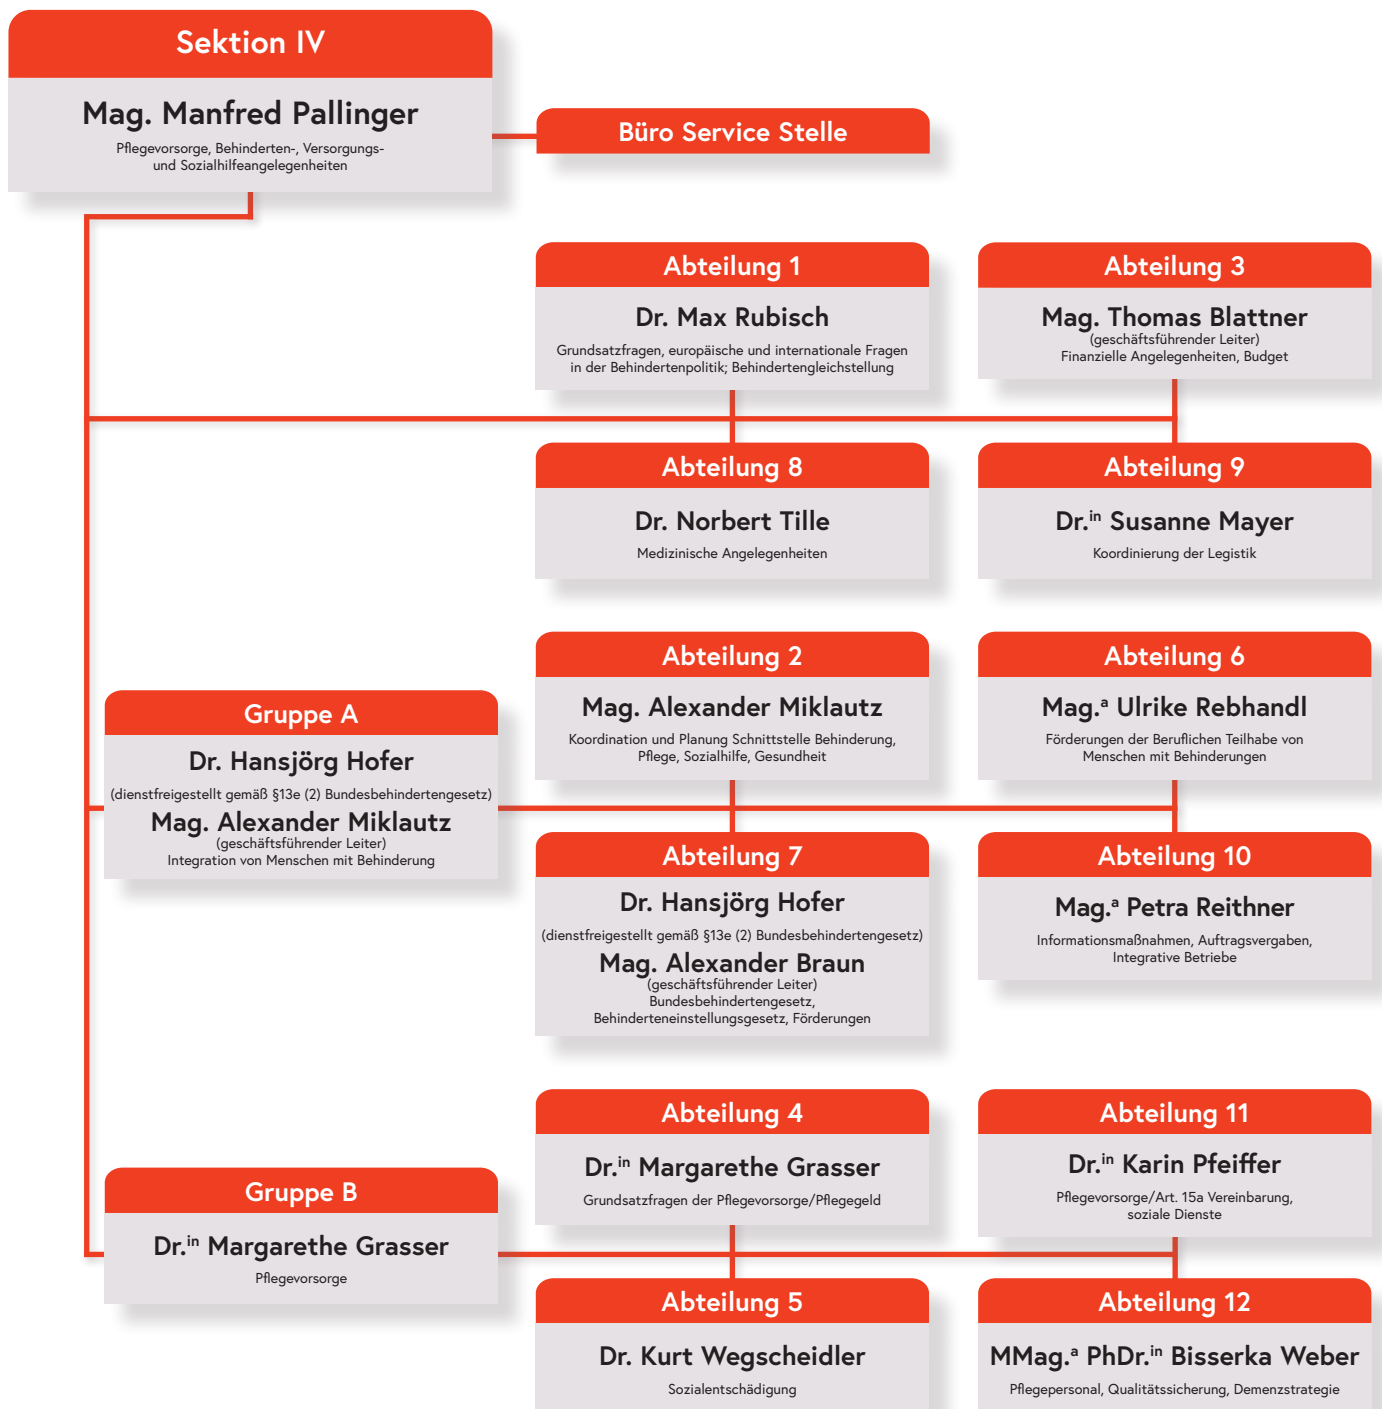 Sektion IV
Mag. Manfred Pallinger
Pflegevorsorge, Behinderten-, Versorgungs-
und Sozialhilfeangelegenheiten
Büro Service Stelle
Abteilung 1
Dr. Max Rubisch
Grundsatzfragen, europäische und internationale Fragen
in der Behindertenpolitik; Behindertengleichstellung
Abteilung 3
Mag. Thomas Blattner
(geschäftsführender Leiter)
Finanzielle Angelegenheiten, Budget
Abteilung 8
Dr. Norbert Tille
Medizinische Angelegenheiten
Abteilung 9
Dr.ⁱⁿ Susanne Mayer
Koordinierung der Legistik
Gruppe A
Dr. Hansjörg Hofer
(dienstfreigestellt gemäß §13e (2) Bundesbehindertengesetz)
Mag. Alexander Miklautz
(geschäftsführender Leiter)
Integration von Menschen mit Behinderung
Abteilung 2
Mag. Alexander Miklautz
Koordination und Planung Schnittstelle Behinderung,
Pflege, Sozialhilfe, Gesundheit
Abteilung 6
Mag.ᵃ Ulrike Rebhandl
Förderungen der Beruflichen Teilhabe von
Menschen mit Behinderungen
Abteilung 7
Dr. Hansjörg Hofer
(dienstfreigestellt gemäß §13e (2) Bundesbehindertengesetz)
Mag. Alexander Braun
(geschäftsführender Leiter)
Bundesbehindertengesetz,
Behinderteneinstellungsgesetz, Förderungen
Abteilung 10
Mag.ᵃ Petra Reithner
Informationsmaßnahmen, Auftragsvergaben,
Integrative Betriebe
Gruppe B
Dr.ⁱⁿ Margarethe Grasser
Pflegevorsorge
Abteilung 4
Dr.ⁱⁿ Margarethe Grasser
Grundsatzfragen der Pflegevorsorge/Pflegegeld
Abteilung 11
Dr.ⁱⁿ Karin Pfeiffer
Pflegevorsorge/Art. 15a Vereinbarung,
soziale Dienste
Abteilung 5
Dr. Kurt Wegscheidler
Sozialentschädigung
Abteilung 12
MMag.ᵃ PhDr.ⁱⁿ Bisserka Weber
Pflegepersonal, Qualitätssicherung, Demenzstrategie